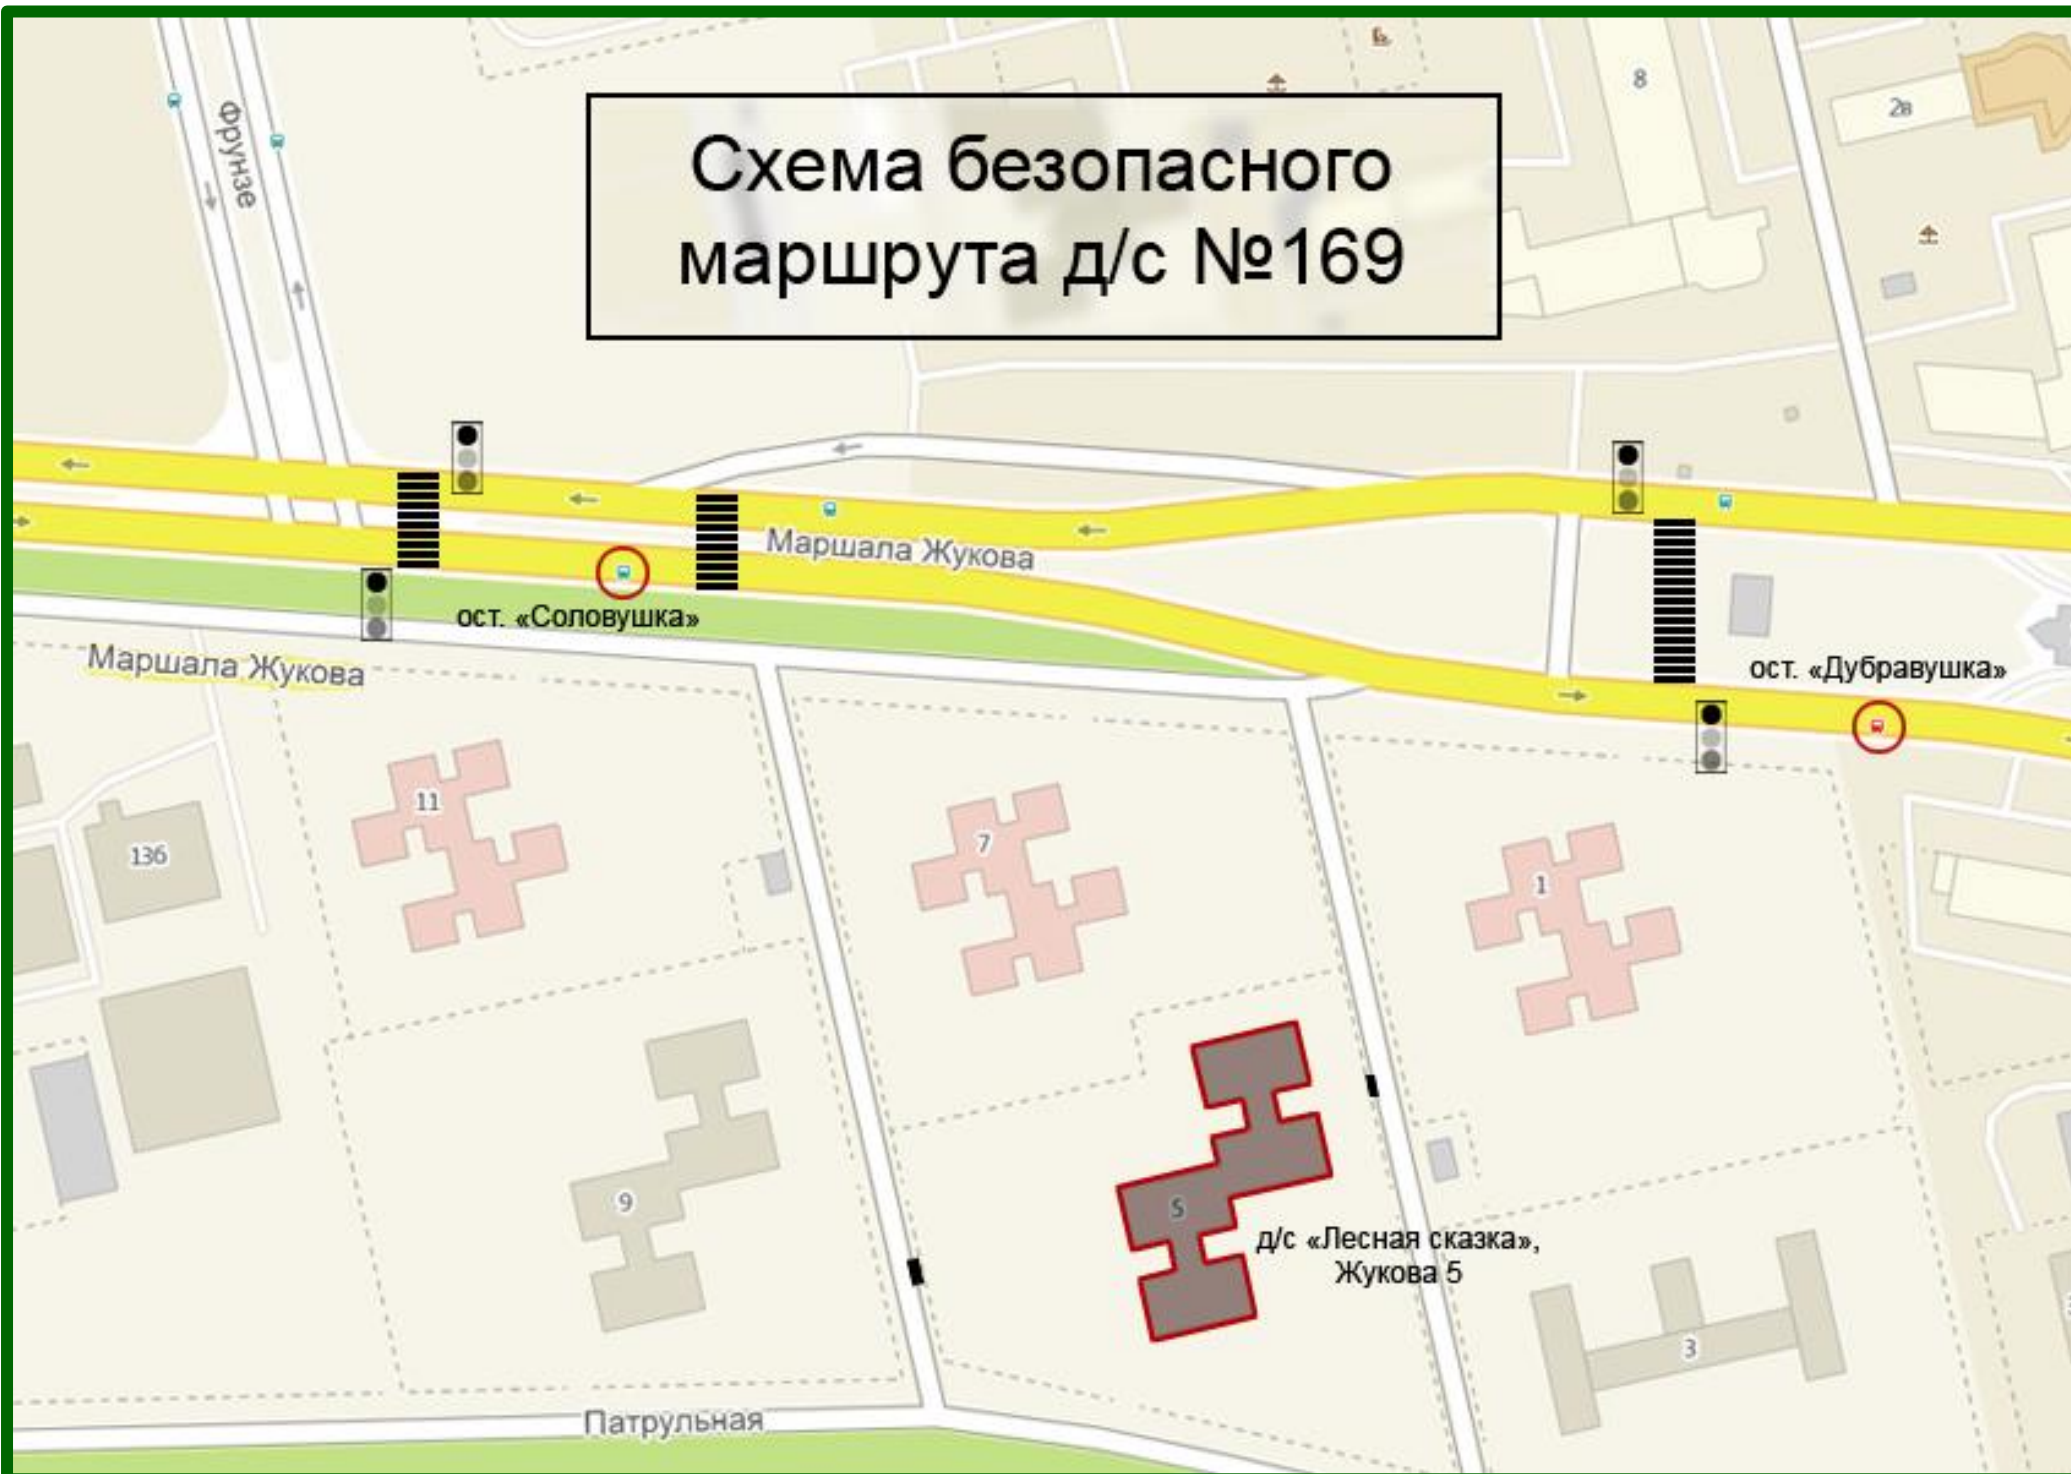 Схема безопасного
маршрута д/с №169
Фрунзе
8
2в
Маршала Жукова
ост. «Соловушка»
Маршала Жукова
ост. «Дубравушка»
11
13б
7
1
9
5
д/с «Лесная сказка»,
Жукова 5
3
Патрульная